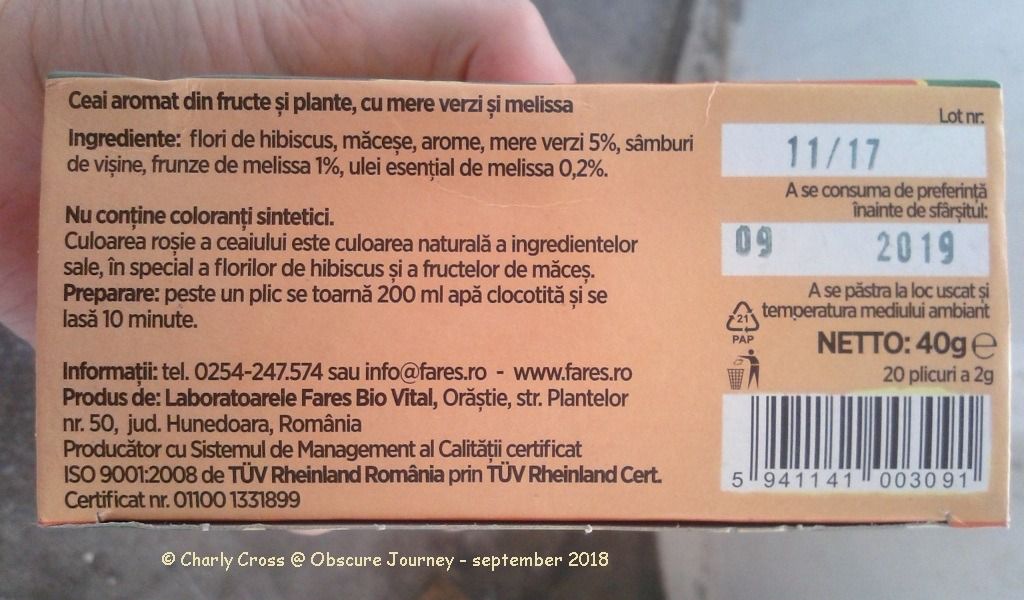 Ceai aromat din fructe și plante, cu mere verzi și melissa
Ingrediente: flori de hibiscus, măceșe, arome, mere verzi 5%, sâmburi
de vișine, frunze de melissa 1%, ulei esențial de melissa 0,2%.
Nu conține coloranți sintetici.
Culoarea roșie a ceaiului este culoarea naturală a ingredientelor
sale, în special a florilor de hibiscus și a fructelor de măceș.
Preparare: peste un plic se toarnă 200 ml apă clocotită și se
lasă 10 minute.
Informații: tel. 0254-247.574 sau info@fares.ro - www.fares.ro
Produs de: Laboratoarele Fares Bio Vital, Orăștie, str. Plantelor
nr. 50, jud. Hunedoara, România
Producător cu Sistemul de Management al Calității certificat
ISO 9001:2008 de TÜV Rheinland România prin TÜV Rheinland Cert.
Certificat nr. 01100 1331899
Lot nr.
11/17
A se consuma de preferință
înainte de sfârșitul:
09 2019
A se păstra la loc uscat și
temperatura mediului ambiant
21
PAP
NETTO: 40g e
20 plicuri a 2g
5 941141 003091
© Charly Cross @ Obscure Journey - september 2018